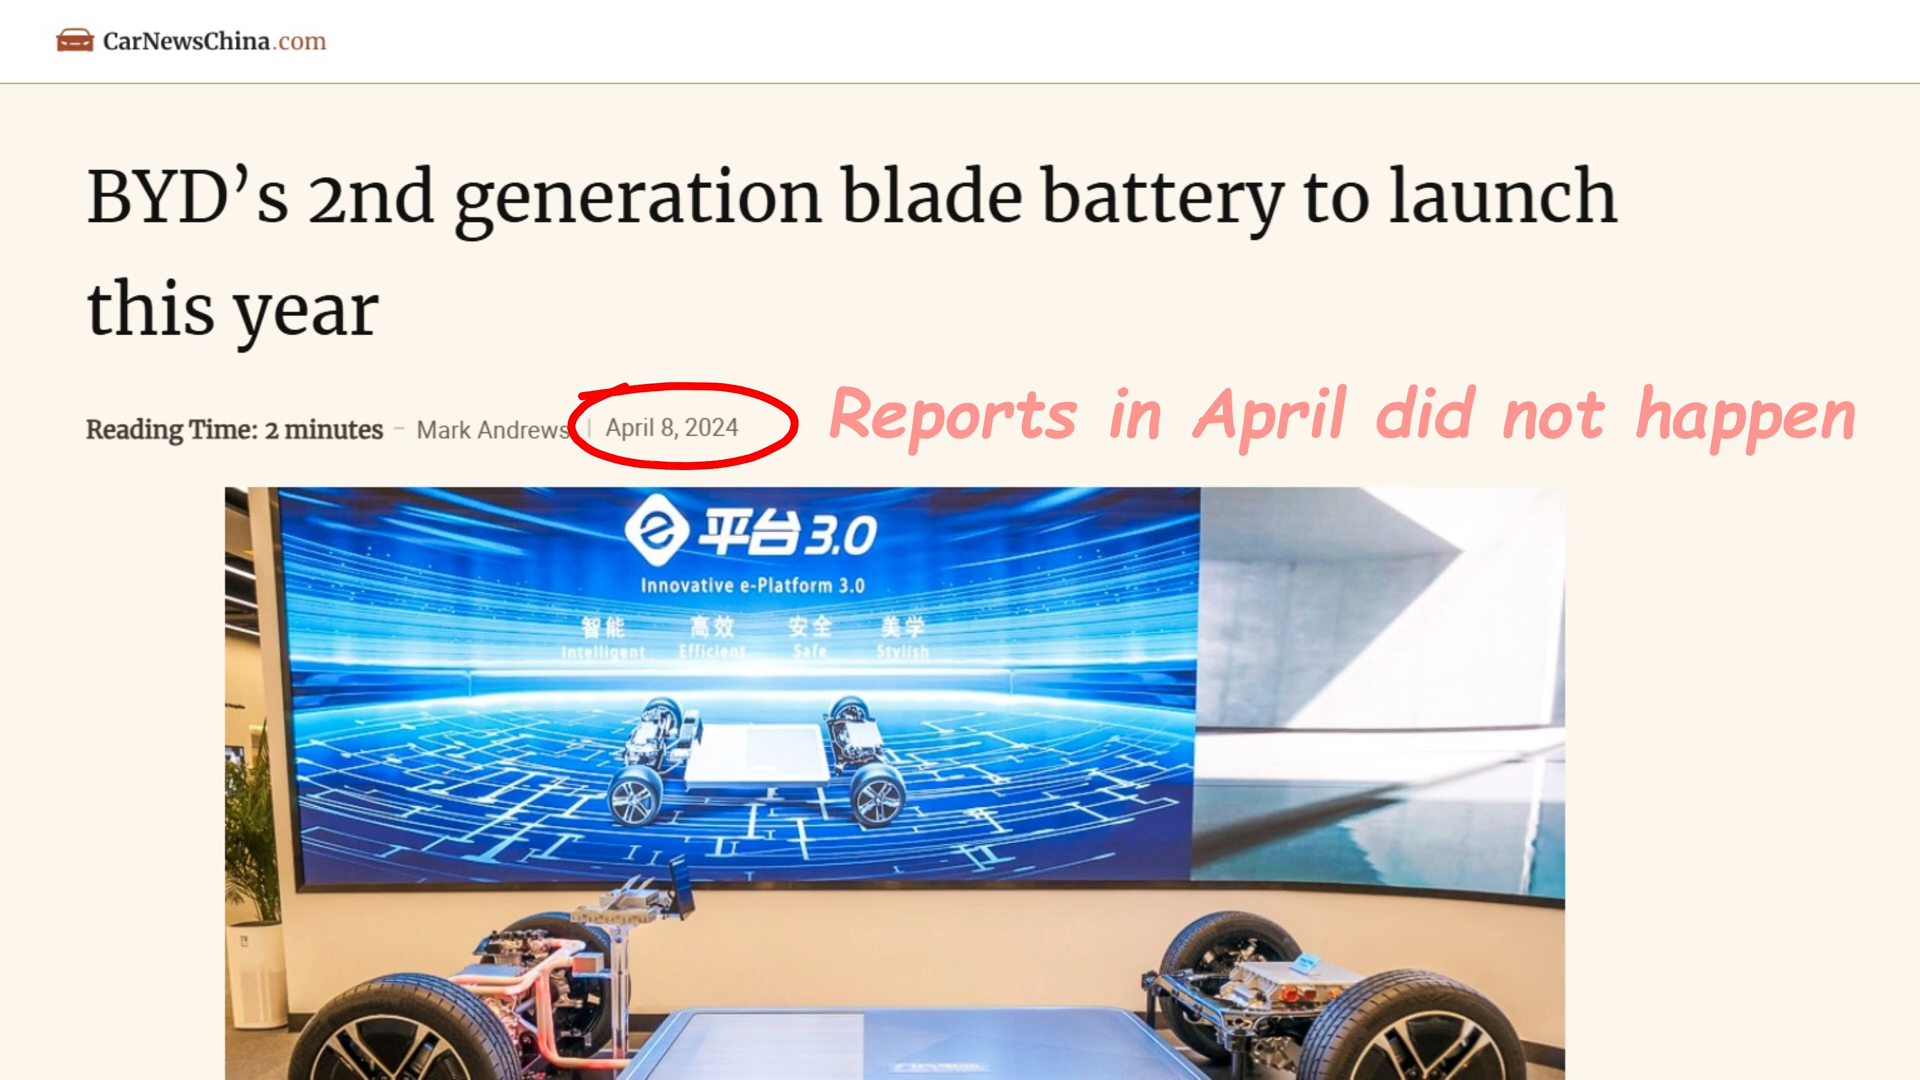 CarNewsChina.com
BYD’s 2nd generation blade battery to launch
this year
Reading Time: 2 minutes – Mark Andrews | April 8, 2024
Reports in April did not happen
e平台3.0
Innovative e-Platform 3.0
智能 高效 安全 美学
Intelligent Efficient Safe Stylish